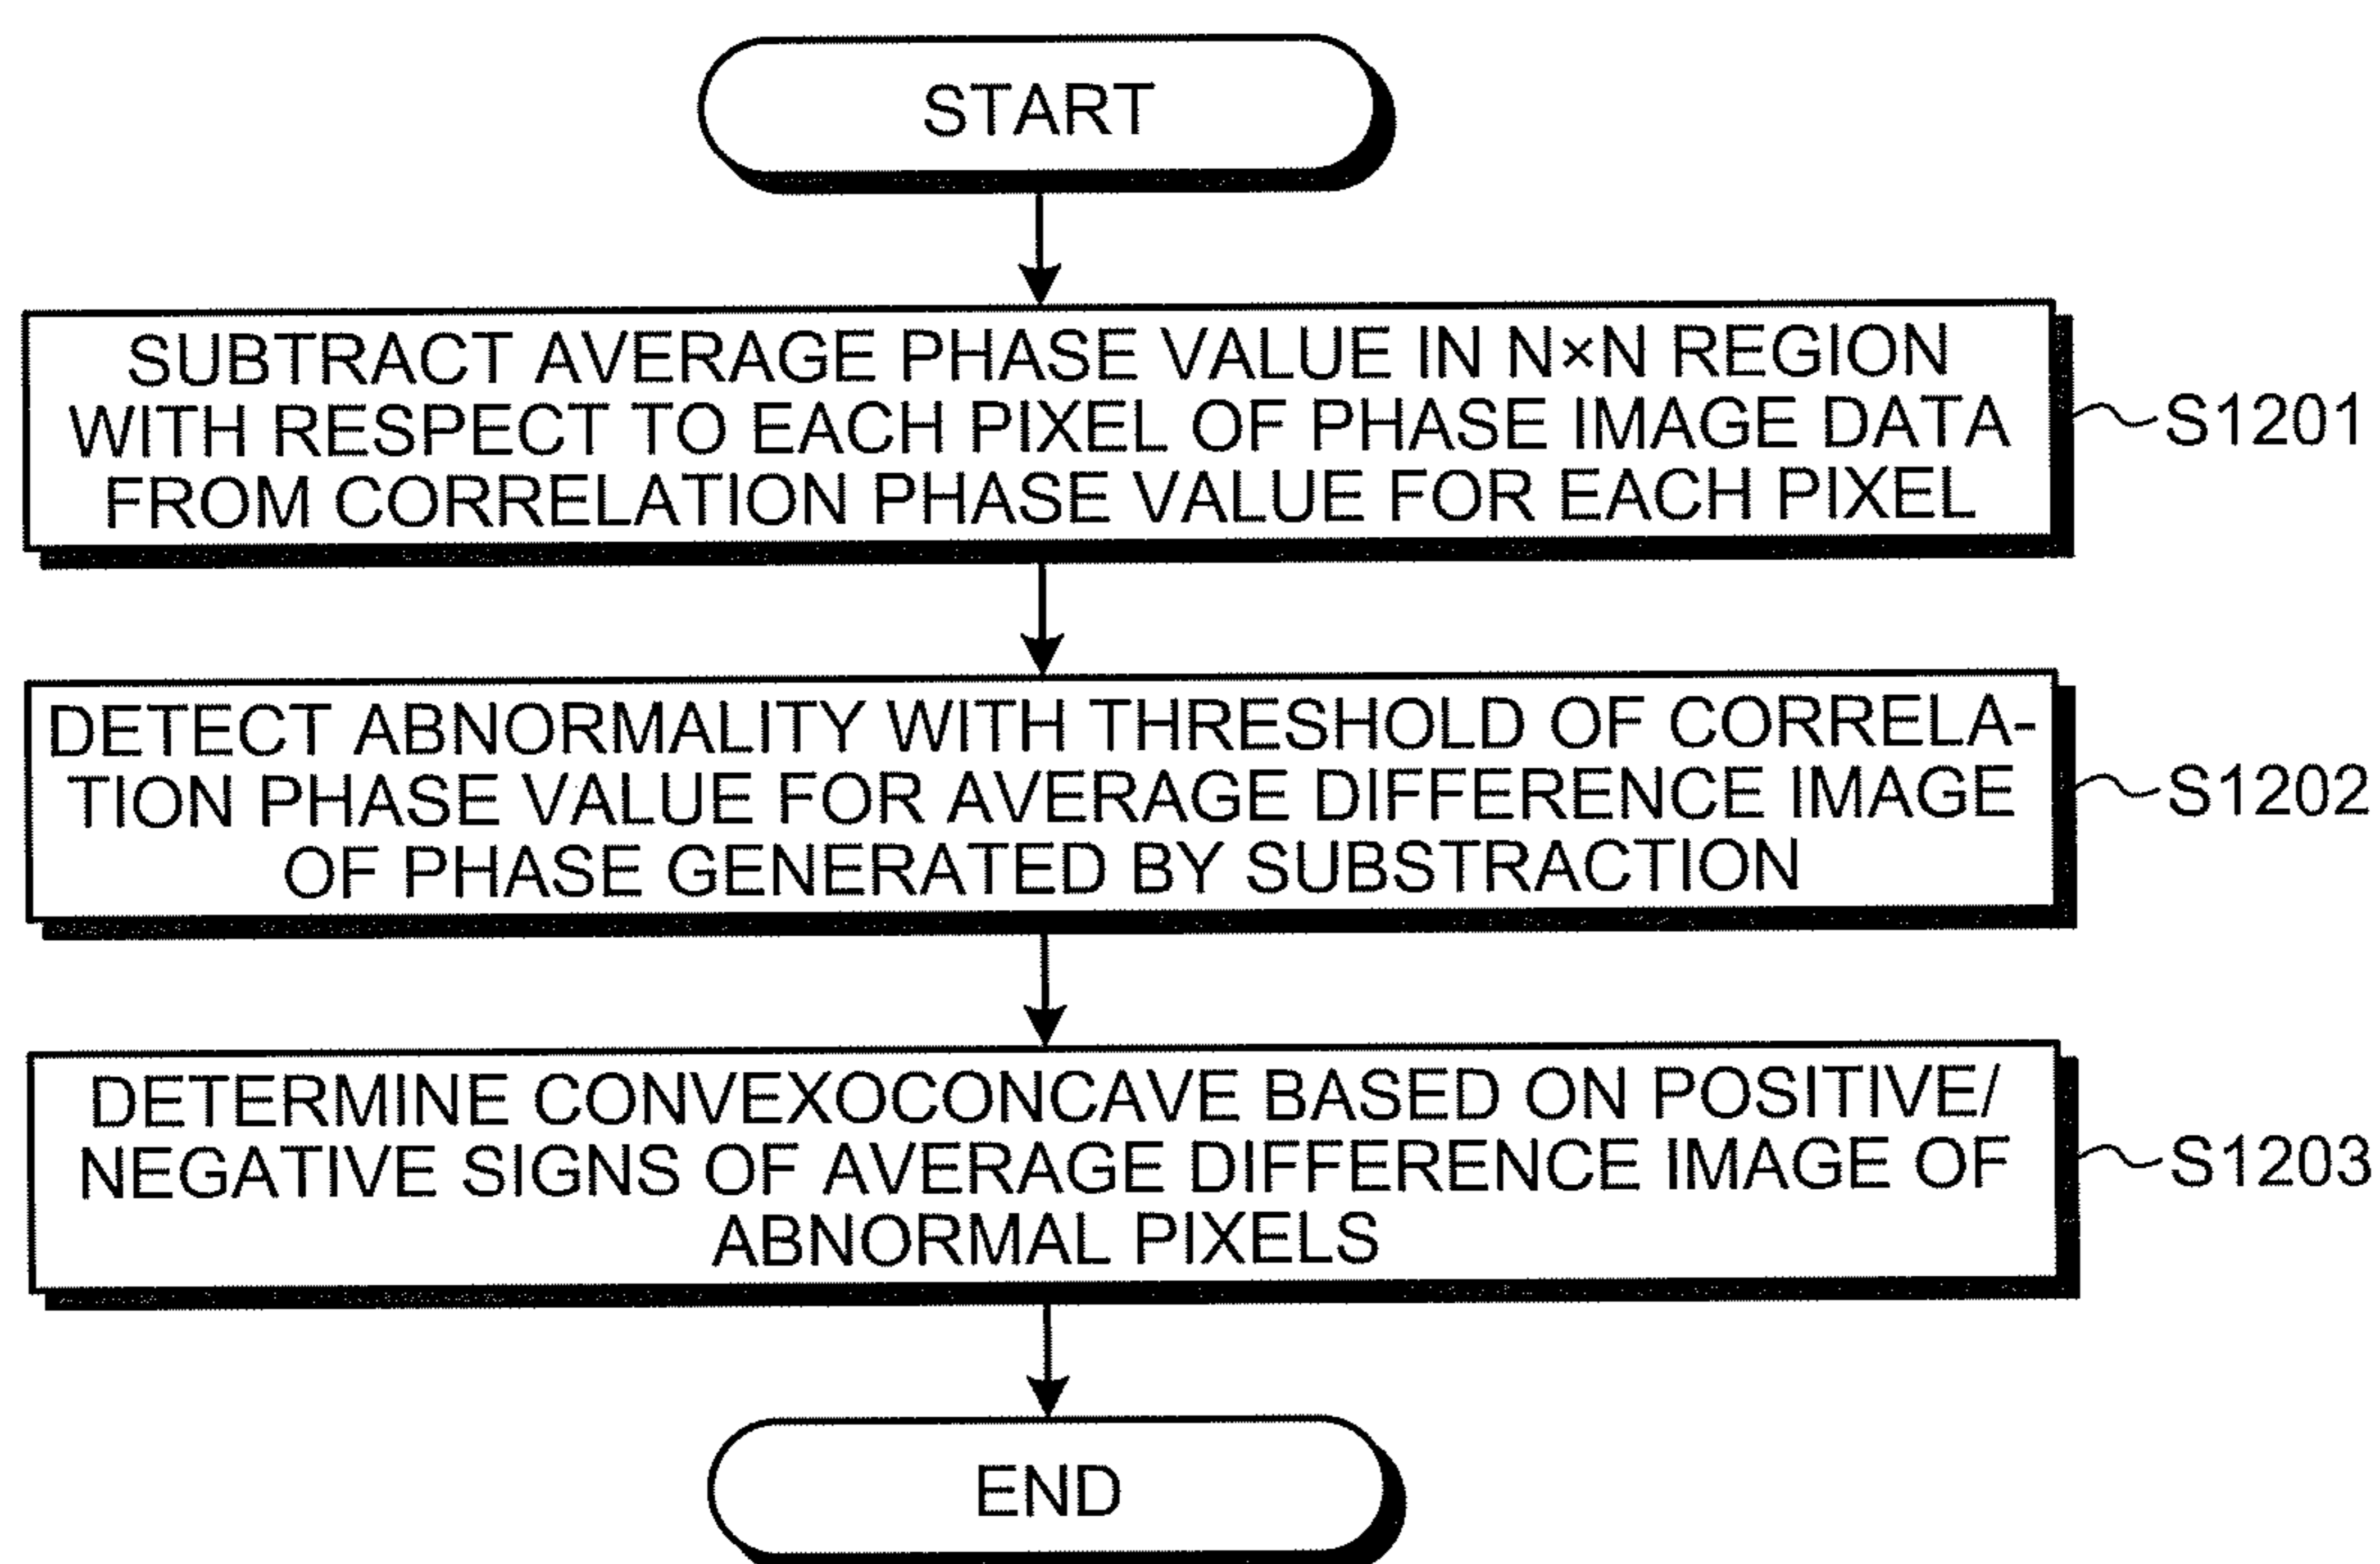 START
SUBTRACT AVERAGE PHASE VALUE IN N×N REGION
WITH RESPECT TO EACH PIXEL OF PHASE IMAGE DATA
FROM CORRELATION PHASE VALUE FOR EACH PIXEL
S1201
DETECT ABNORMALITY WITH THRESHOLD OF CORRELA-
TION PHASE VALUE FOR AVERAGE DIFFERENCE IMAGE
OF PHASE GENERATED BY SUBSTRACTION
S1202
DETERMINE CONVEXOCONCAVE BASED ON POSITIVE/
NEGATIVE SIGNS OF AVERAGE DIFFERENCE IMAGE OF
ABNORMAL PIXELS
S1203
END